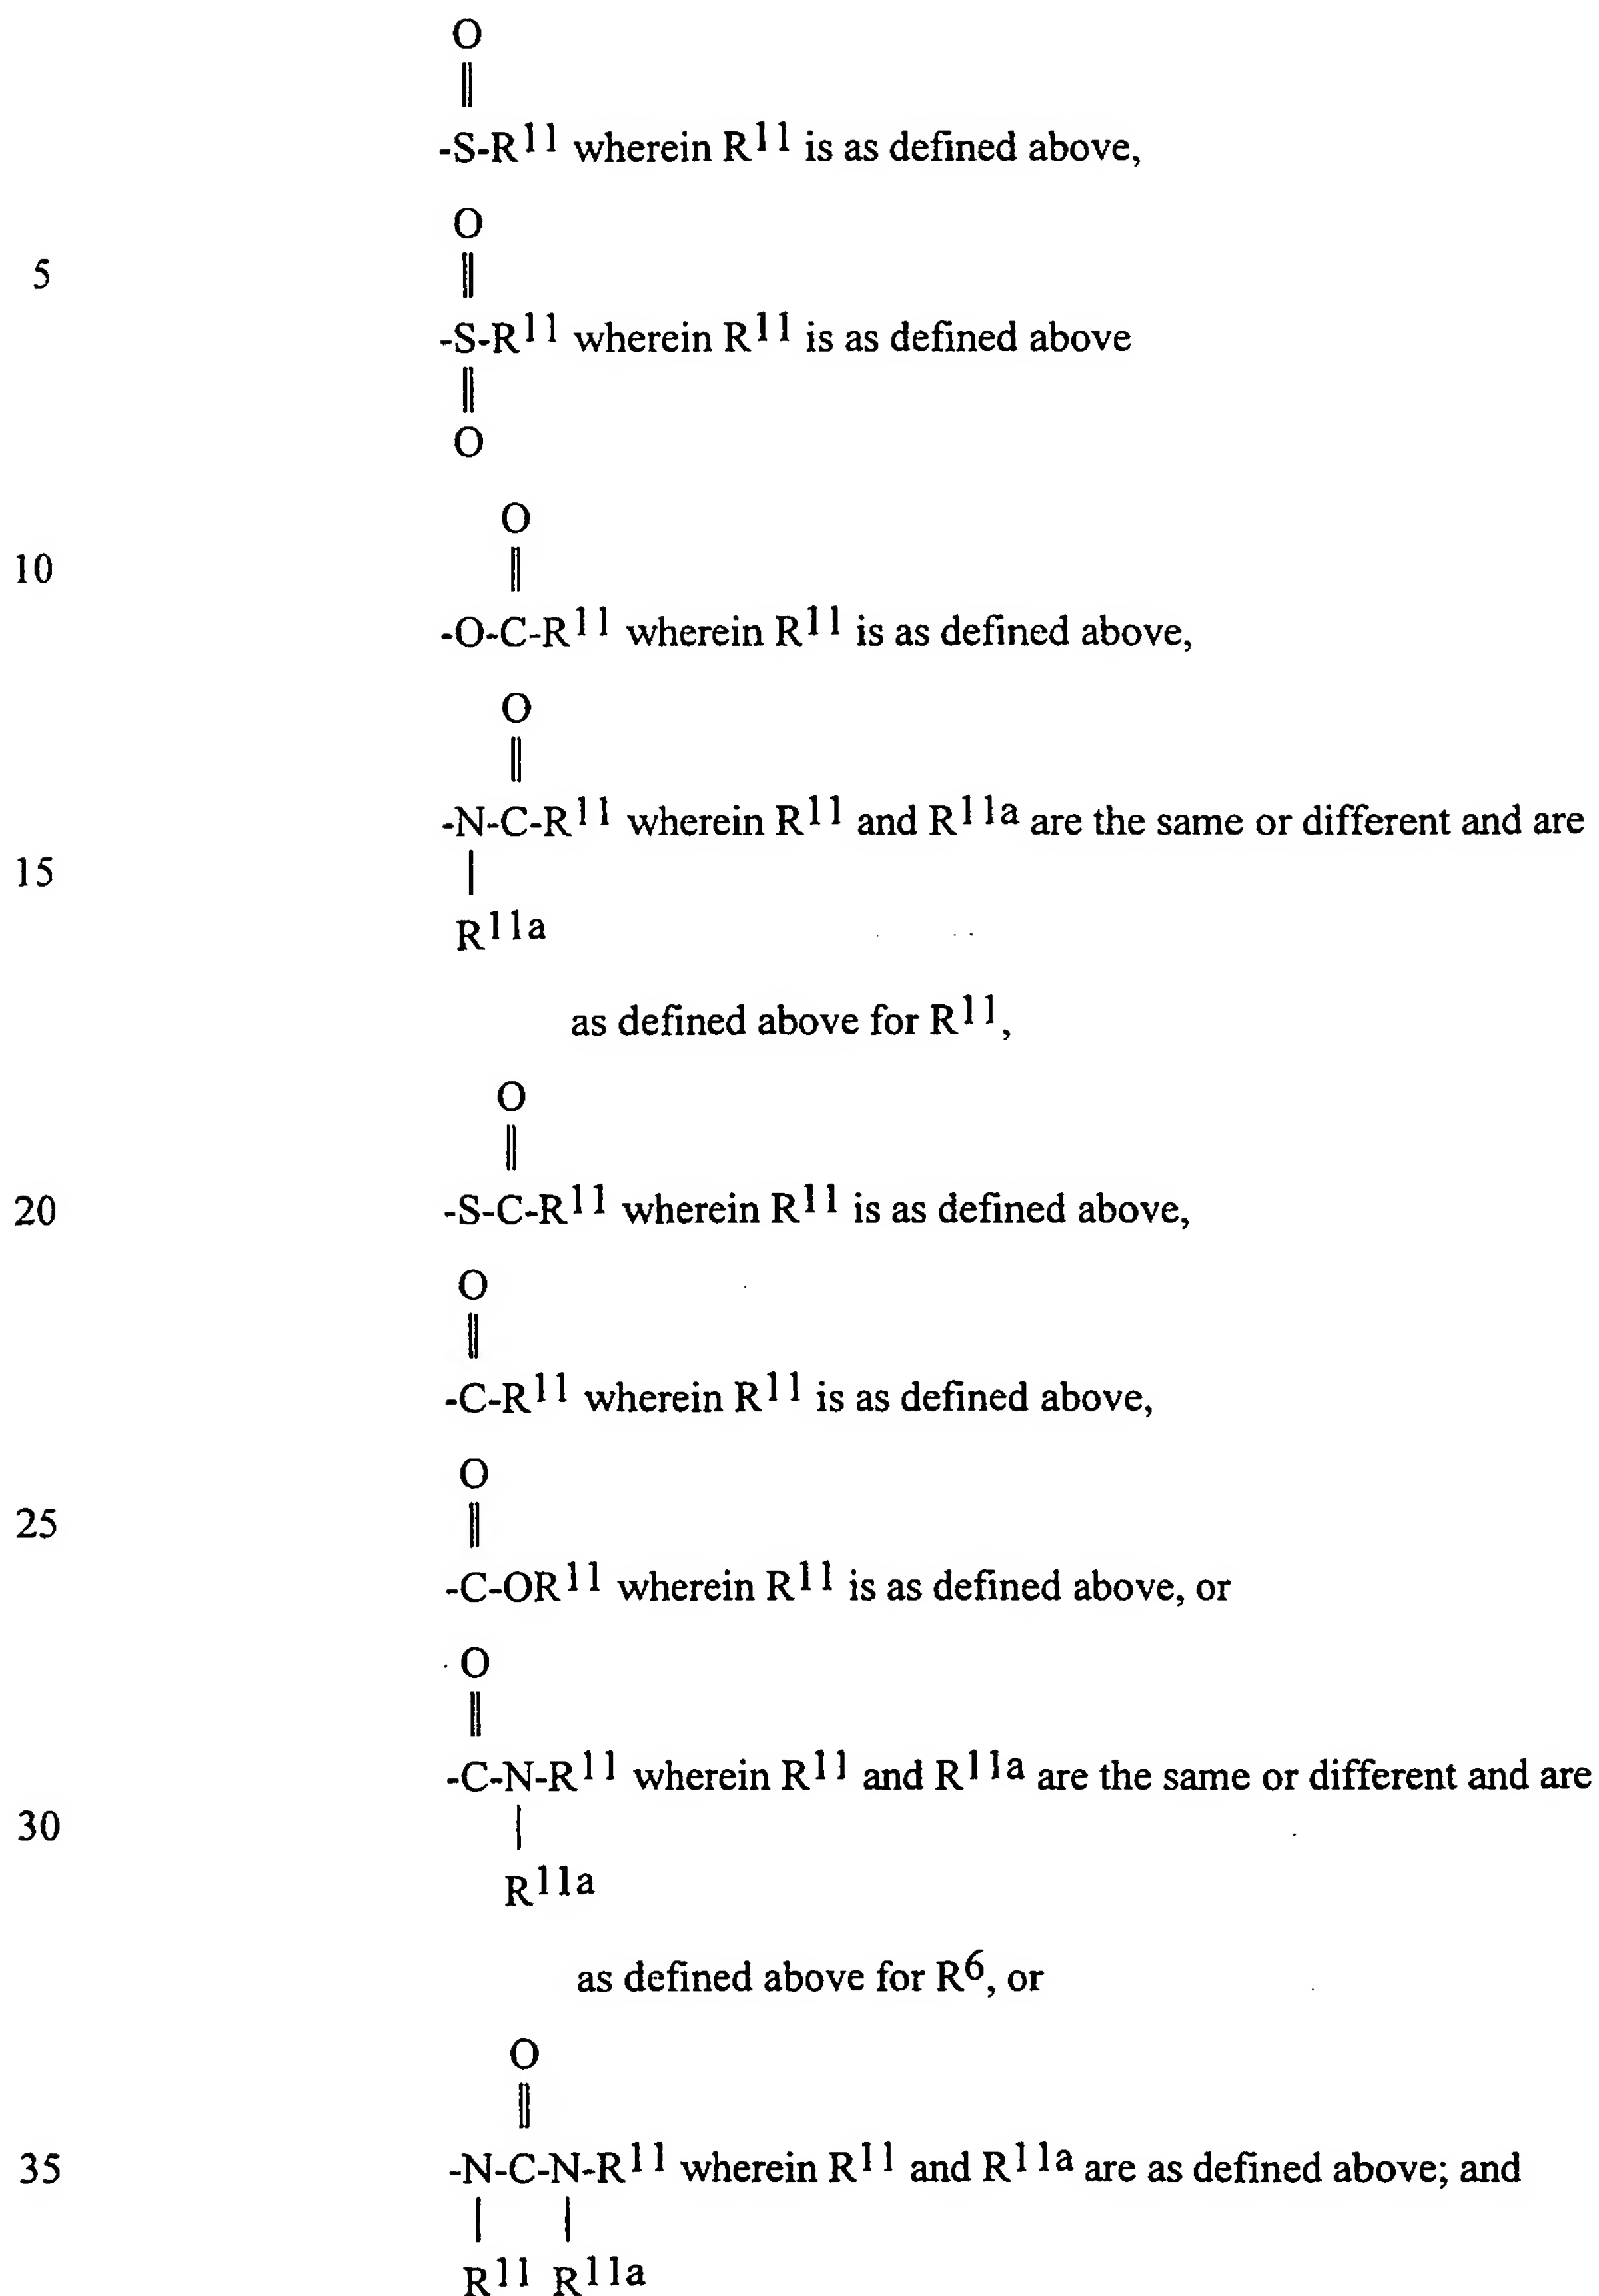 O
||
-S-R11 wherein R11 is as defined above,
O
5 ||
-S-R11 wherein R11 is as defined above
||
O
O
10 ||
-O-C-R11 wherein R11 is as defined above,
O
||
-N-C-R11 wherein R11 and R11a are the same or different and are
15 |
R11a
as defined above for R11,
O
||
20 -S-C-R11 wherein R11 is as defined above,
O
||
-C-R11 wherein R11 is as defined above,
O
25 ||
-C-OR11 wherein R11 is as defined above, or
O
||
-C-N-R11 wherein R11 and R11a are the same or different and are
30 |
R11a
as defined above for R6, or
O
||
35 -N-C-N-R11 wherein R11 and R11a are as defined above; and
| |
R11 R11a